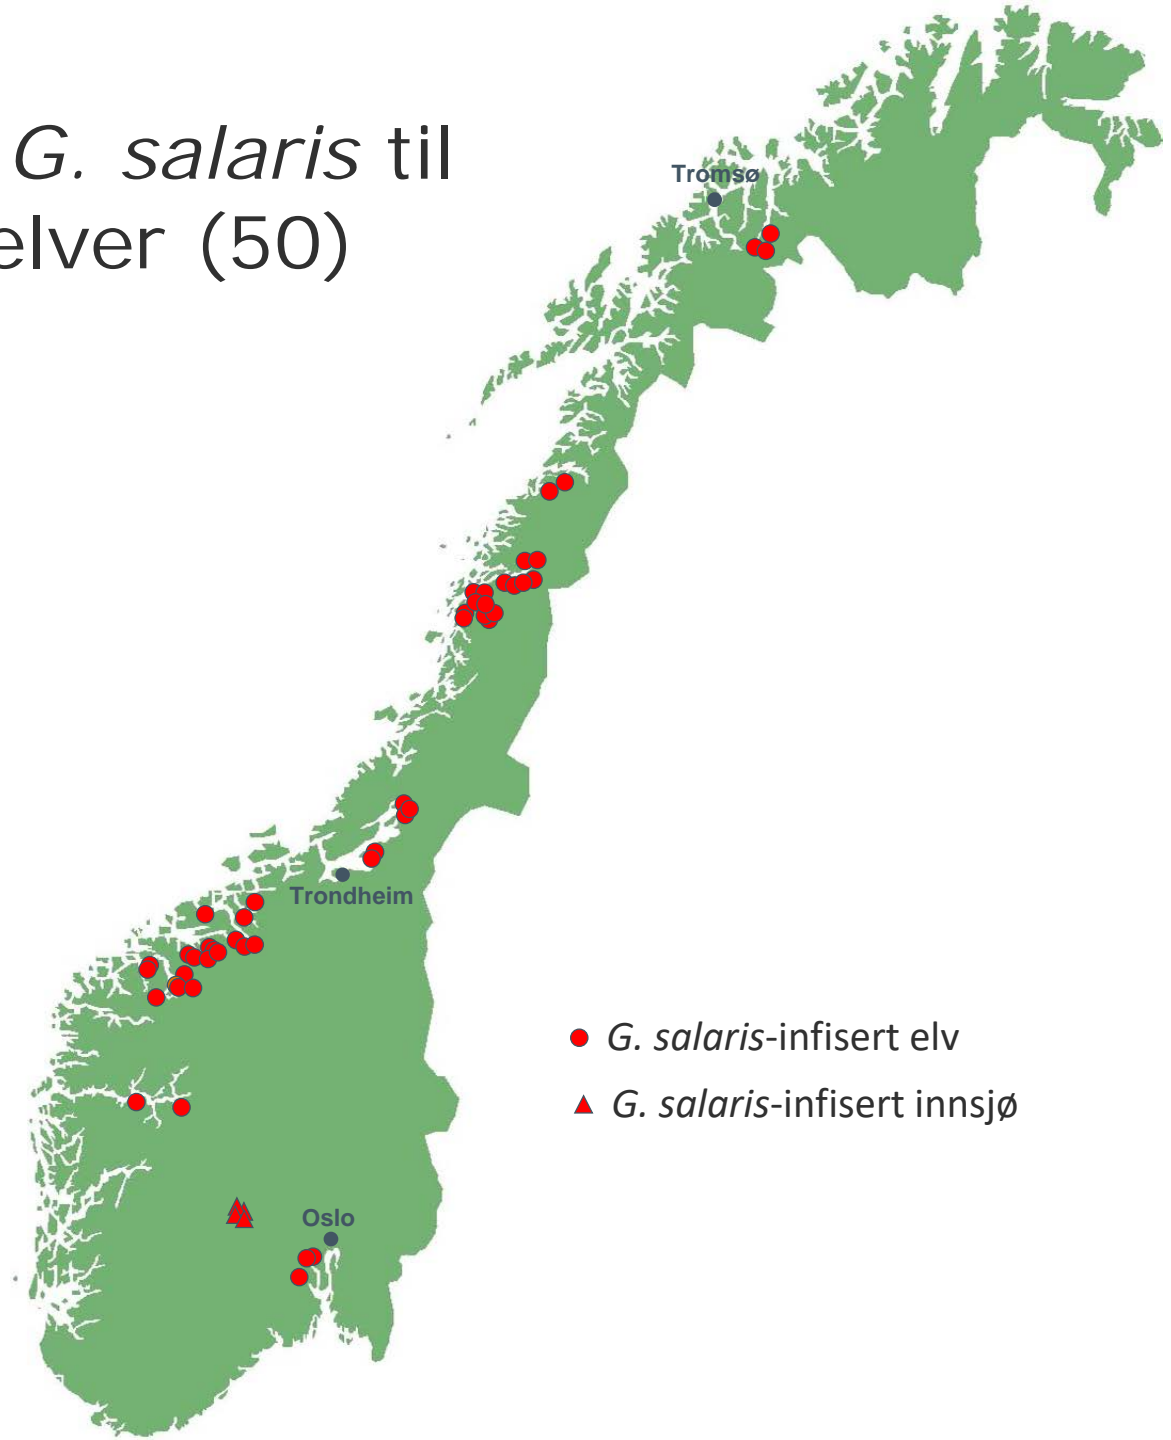 G. salaris til
elver (50)
Tromsø
Trondheim
G. salaris-infisert elv
G. salaris-infisert innsjø
Oslo